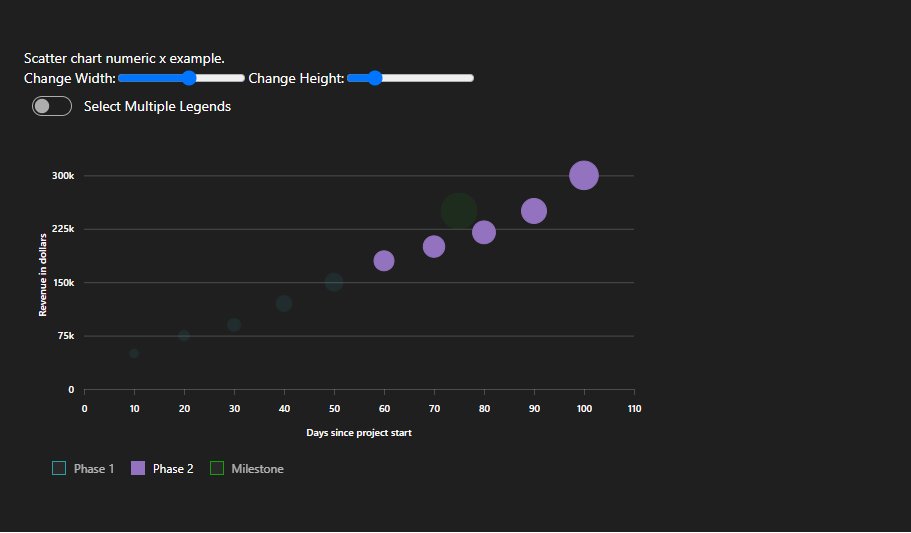 Scatter chart numeric x example.
Change Width: Change Height:
Select Multiple Legends
300k
225k
150k
75k
0
Revenue in dollars
0 10 20 30 40 50 60 70 80 90 100 110
Days since project start
Phase 1 Phase 2 Milestone